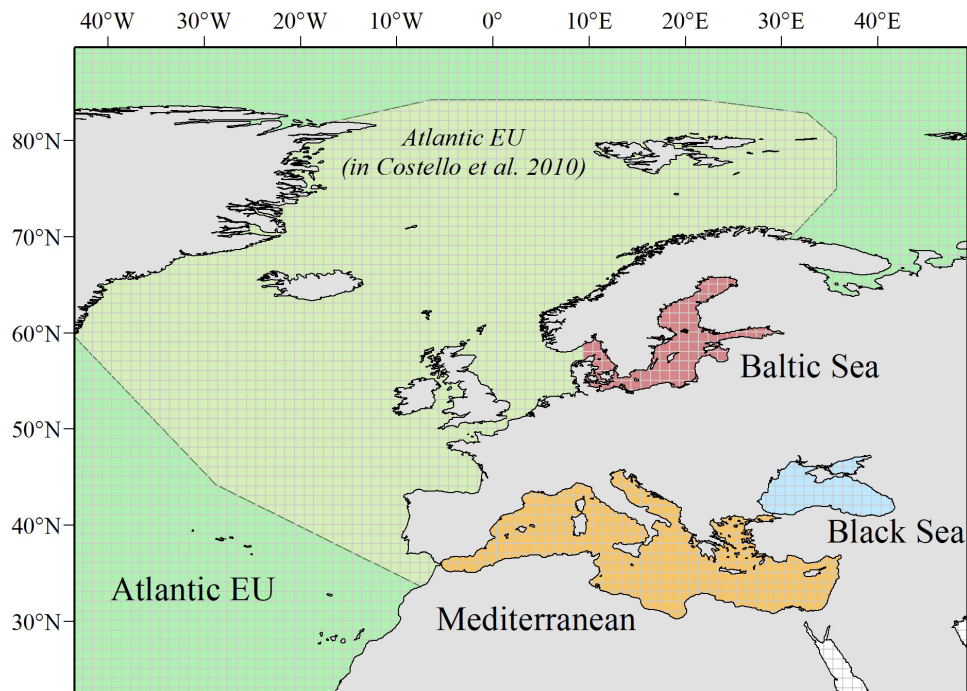 40°W 30°W 20°W 10°W 0° 10°E 20°E 30°E 40°E
80°N
Atlantic EU
(in Costello et al. 2010)
70°N
60°N
Baltic Sea
50°N
40°N
Black Sea
Atlantic EU
30°N
Mediterranean